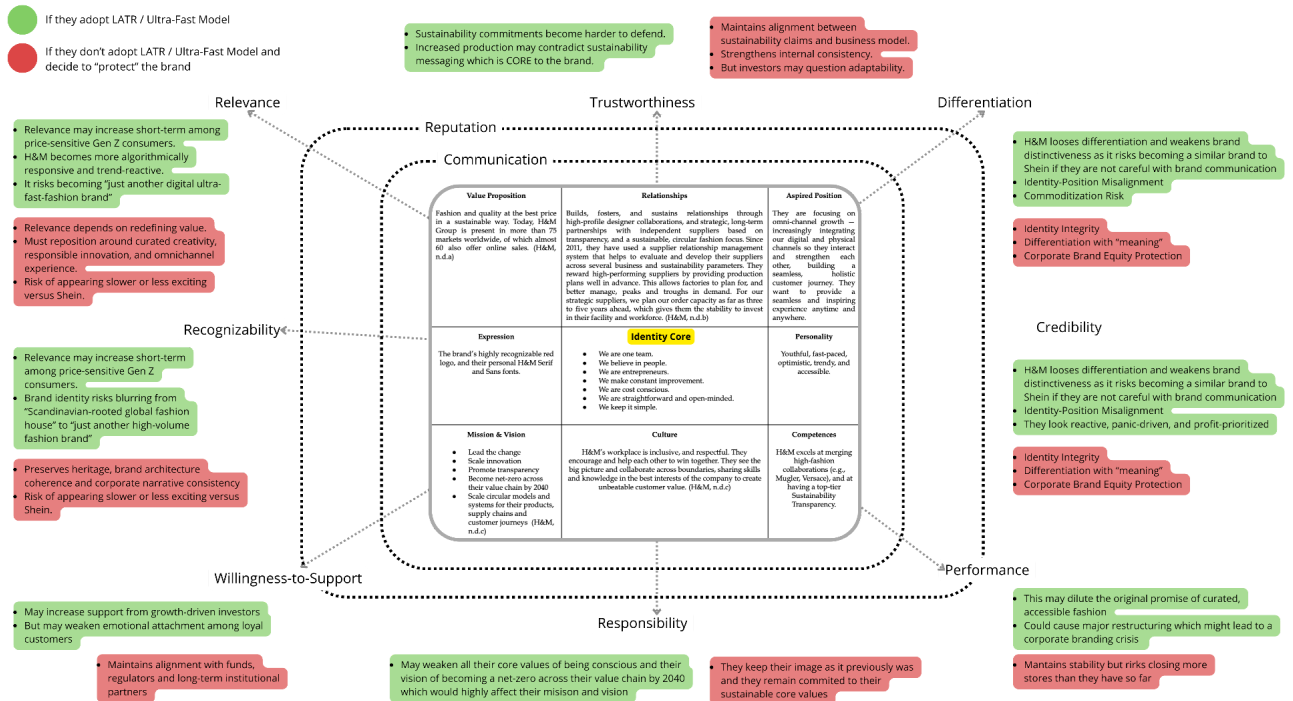 If they adopt LATR / Ultra-Fast Model
If they don't adopt LATR / Ultra-Fast Model and
decide to "protect" the brand
Sustainability commitments become harder to defend.
Increased production may contradict sustainability
messaging which is CORE to the brand.
Maintains alignment between
sustainability claims and business model.
Strengthens internal consistency.
But investors may question adaptability.
Relevance
Trustworthiness
Differentiation
Reputation
Communication
Relevance may increase short-term among
price-sensitive Gen Z consumers.
H&M becomes more algorithmically
responsive and trend-reactive.
It risks becoming "just another digital ultra-
fast-fashion brand"
Relevance depends on redefining value.
Must reposition around curated creativity,
responsible innovation, and omnichannel
experience.
Risk of appearing slower or less exciting
versus Shein.
H&M looses differentiation and weakens brand
distinctiveness as it risks becoming a similar brand to
Shein if they are not careful with brand communication
Identity-Position Misalignment
Commoditization Risk
Identity Integrity
Differentiation with "meaning"
Corporate Brand Equity Protection
Value Proposition
Fashion and quality at the best price
in a sustainable way. Today, H&M
Group is present in more than 75
markets worldwide, of which almost
60 also offer online sales. (H&M,
n.d.a)
Relationships
Builds, fosters, and sustains relationships through
high-profile designer collaborations, and strategic, long-term
partnerships with independent suppliers based on
transparency, and a sustainable, circular fashion focus. Since
2011, they have used a supplier relationship management
system that helps to evaluate and develop their suppliers
across several business and sustainability parameters. They
reward high-performing suppliers by providing production
plans well in advance. This allows factories to plan for, and
better manage, peaks and troughs in demand. For our
strategic suppliers, we plan our order capacity as far as three
to five years ahead, which gives them the stability to invest
in their facility and workforce. (H&M, n.d.b)
Aspired Position
They are focusing on
omni-channel growth —
increasingly integrating
our digital and physical
channels so they interact
and strengthen each
other, building a
seamless, holistic
customer journey. They
want to provide a
seamless and inspiring
experience anytime and
anywhere.
Recognizability
Credibility
Expression
The brand's highly recognizable red
logo, and their personal H&M Serif
and Sans fonts.
Identity Core
We are one team.
We believe in people.
We are entrepreneurs.
We make constant improvement.
We are cost conscious.
We are straightforward and open-minded.
We keep it simple.
Personality
Youthful, fast-paced,
optimistic, trendy, and
accessible.
Relevance may increase short-term
among price-sensitive Gen Z
consumers.
Brand identity risks blurring from
"Scandinavian-rooted global fashion
house" to "just another high-volume
fashion brand"
Preserves heritage, brand architecture
coherence and corporate narrative consistency
Risk of appearing slower or less exciting versus
Shein.
H&M looses differentiation and weakens brand
distinctiveness as it risks becoming a similar brand to
Shein if they are not careful with brand communication
Identity-Position Misalignment
They look reactive, panic-driven, and profit-prioritized
Identity Integrity
Differentiation with "meaning"
Corporate Brand Equity Protection
Mission & Vision
Lead the change
Scale innovation
Promote transparency
Become net-zero across
their value chain by 2040
Scale circular models and
systems for their products,
supply chains and
customer journeys (H&M,
n.d.c)
Culture
H&M's workplace is inclusive, and respectful. They
encourage and help each other to win together. They see the
big picture and collaborate across boundaries, sharing skills
and knowledge in the best interests of the company to create
unbeatable customer value. (H&M, n.d.c)
Competences
H&M excels at merging
high-fashion
collaborations (e.g.,
Mugler, Versace), and at
having a top-tier
Sustainability
Transparency.
Willingness-to-Support
Performance
Responsibility
May increase support from growth-driven investors
But may weaken emotional attachment among loyal
customers
Maintains alignment with funds,
regulators and long-term institutional
partners
May weaken all their core values of being conscious and their
vision of becoming a net-zero across their value chain by 2040
which would highly affect their misison and vision
They keep their image as it previously was
and they remain commited to their
sustainable core values
This may dilute the original promise of curated,
accessible fashion
Could cause major restructuring which might lead to a
corporate branding crisis
Mantains stability but rirks closing more
stores than they have so far